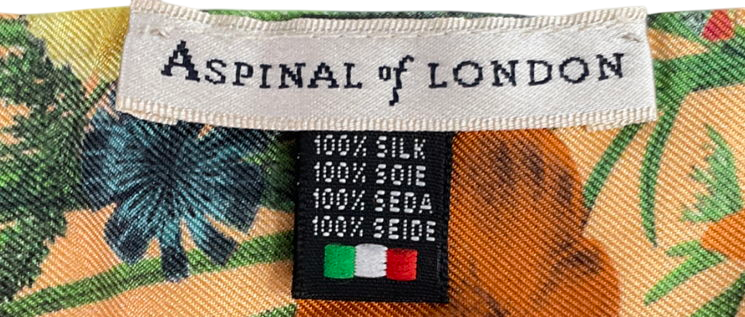 ASPINAL of LONDON
100% SILK
100% SOIE
100% SEDA
100% SEIDE